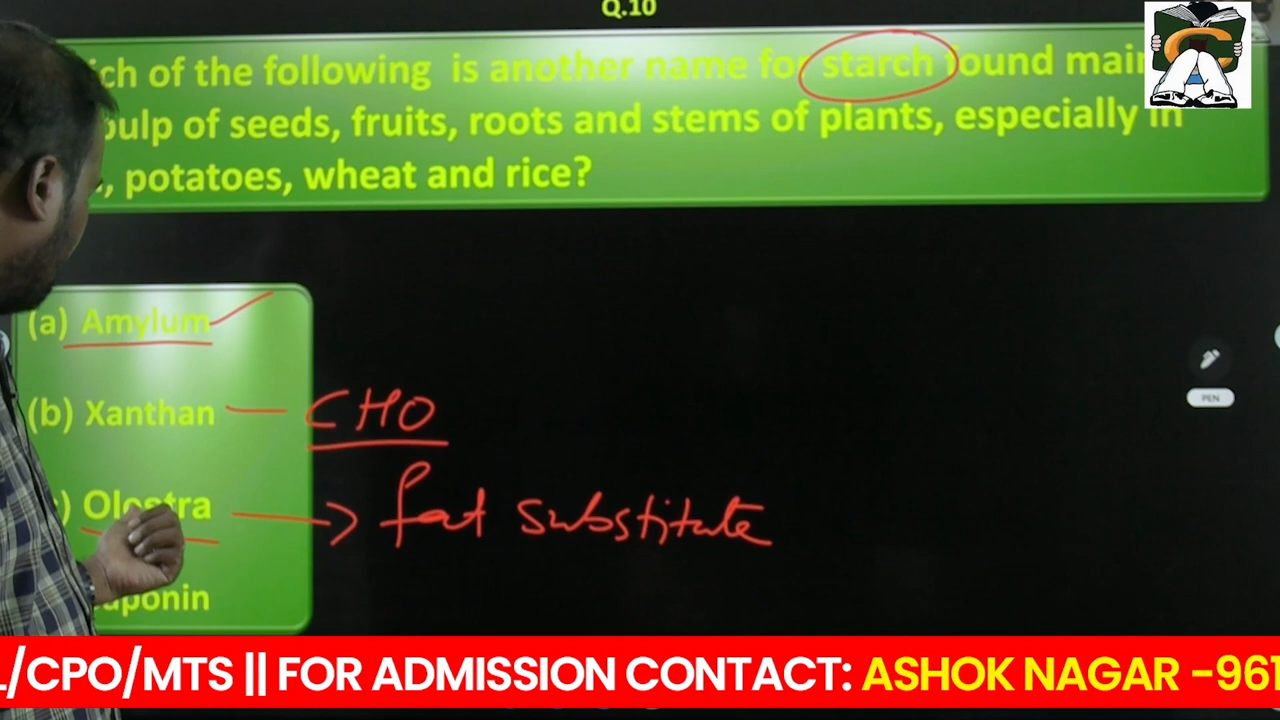 Q.10
ich of the following is another name for starch found main
pulp of seeds, fruits, roots and stems of plants, especially in
, potatoes, wheat and rice?
(a) Amylum
(b) Xanthan CHO
) Olestra fat substitute
aponin
PEN
L/CPO/MTS || FOR ADMISSION CONTACT: ASHOK NAGAR -961